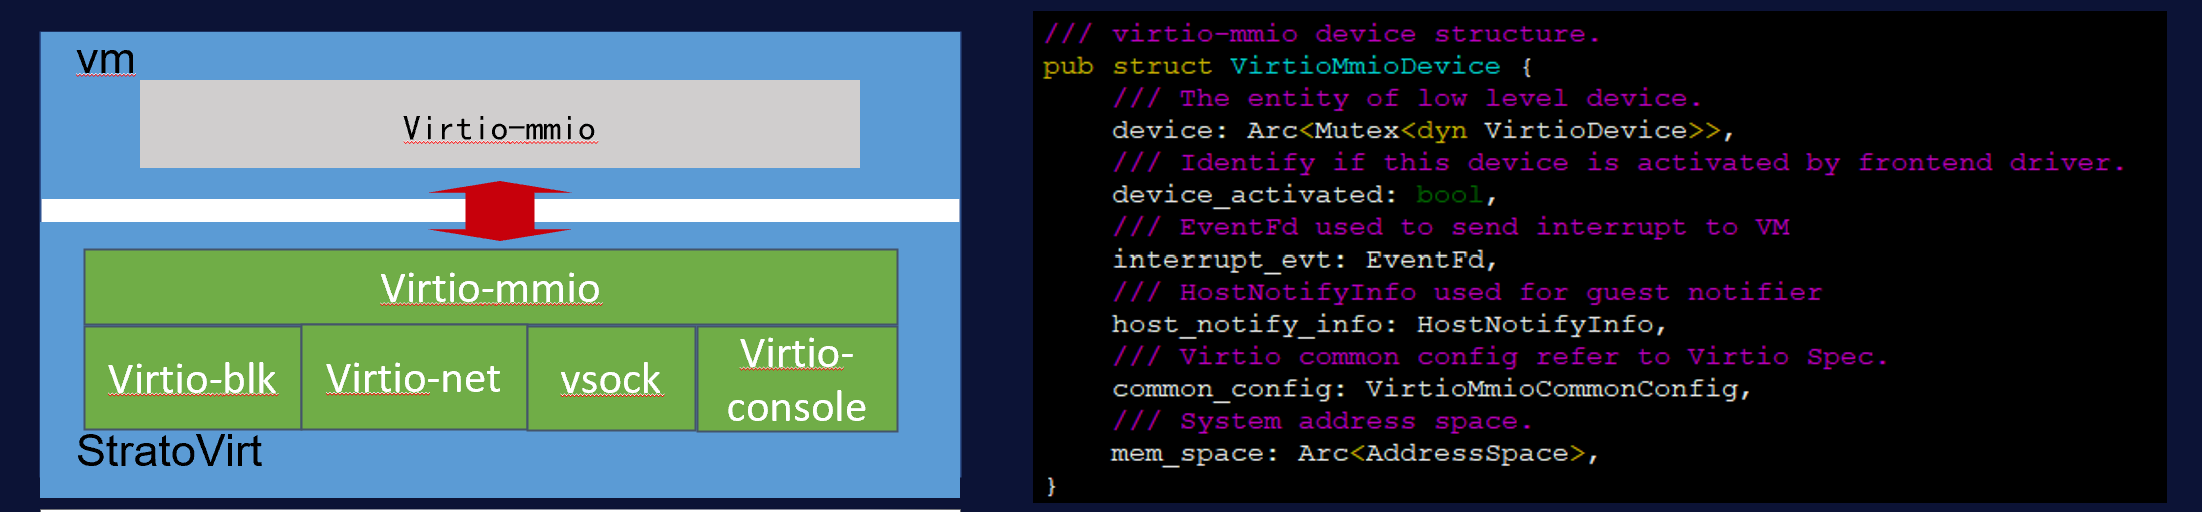 vm
Virtio-mmio
Virtio-mmio
Virtio-blk
Virtio-net
vsock
Virtio-
console
StratoVirt
/// virtio-mmio device structure.
pub struct VirtioMmioDevice {
    /// The entity of low level device.
    device: Arc<Mutex<dyn VirtioDevice>>,
    /// Identify if this device is activated by frontend driver.
    device_activated: bool,
    /// EventFd used to send interrupt to VM
    interrupt_evt: EventFd,
    /// HostNotifyInfo used for guest notifier
    host_notify_info: HostNotifyInfo,
    /// Virtio common config refer to Virtio Spec.
    common_config: VirtioMmioCommonConfig,
    /// System address space.
    mem_space: Arc<AddressSpace>,
}